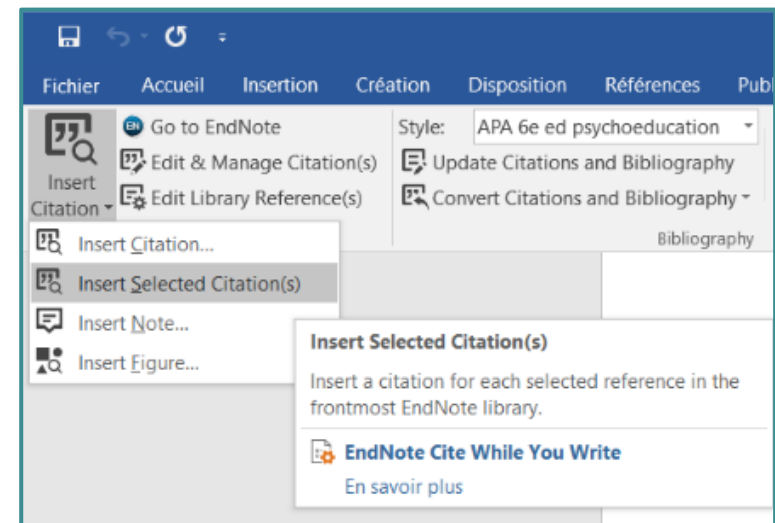 Fichier Accueil Insertion Création Disposition Références Publ
Insert Citation
EN Go to EndNote
Edit & Manage Citation(s)
Edit Library Reference(s)
Style: APA 6e ed psychoeducation
Update Citations and Bibliography
Convert Citations and Bibliography
Bibliography
Insert Citation...
Insert Selected Citation(s)
Insert Note...
Insert Figure...
Insert Selected Citation(s)
Insert a citation for each selected reference in the
frontmost EndNote library.
EndNote Cite While You Write
En savoir plus